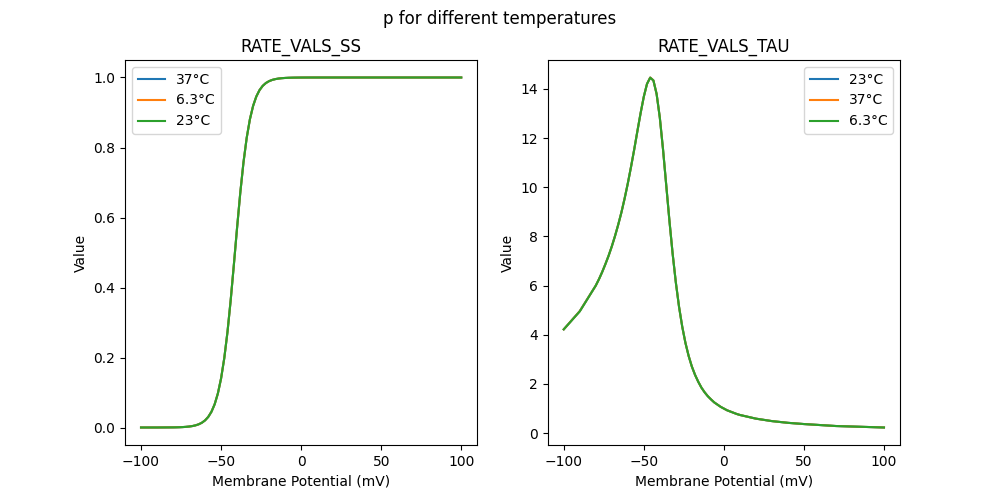 p for different temperatures
RATE_VALS_SS
1.0
0.8
0.6
0.4
0.2
0.0
Value
37°C
6.3°C
23°C
−100
−50
0
50
100
Membrane Potential (mV)
RATE_VALS_TAU
14
12
10
8
6
4
2
0
Value
23°C
37°C
6.3°C
−100
−50
0
50
100
Membrane Potential (mV)